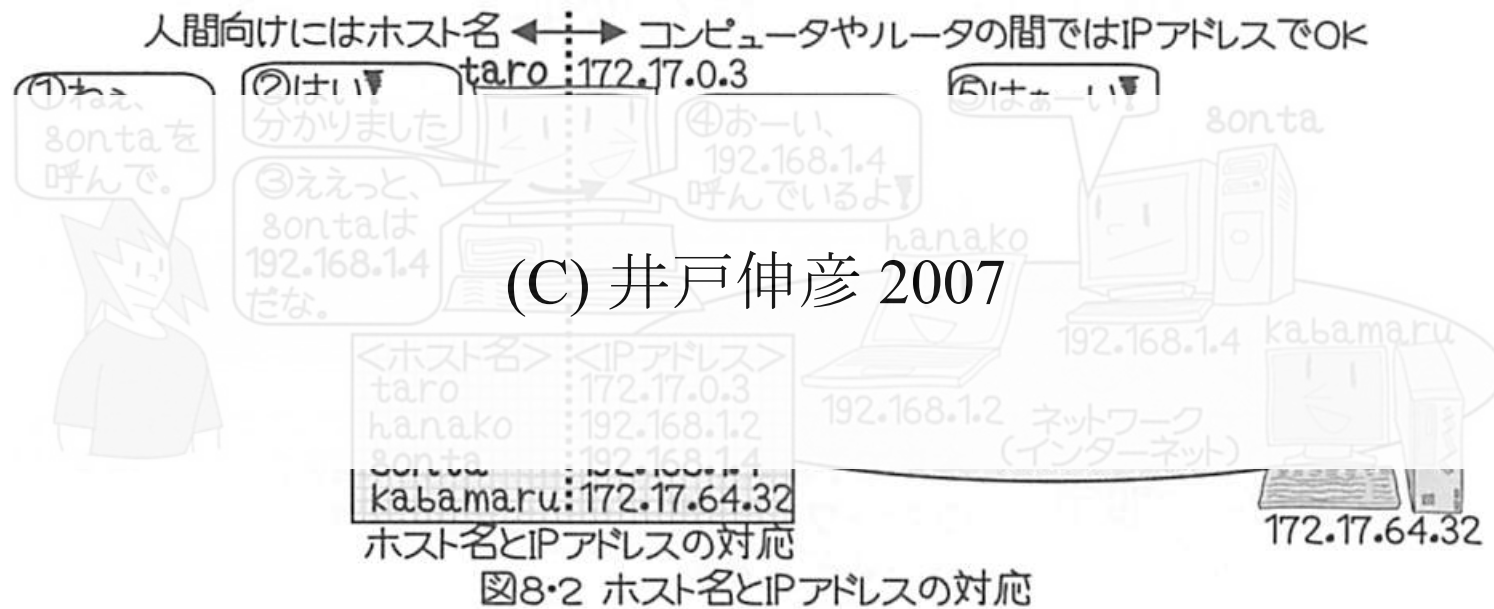 人間向けにはホスト名 ◄─► コンピュータやルータの間ではIPアドレスでOK
taro 172.17.0.3
①ねぇ、
sontaを
呼んで。
②はい!
分かりました
③ええっと、
sontaは
192.168.1.4
だな。
④おーい、
192.168.1.4
呼んでいるよ!
⑤はぁーい!
sonta
192.168.1.4
hanako
192.168.1.2
kabamaru
172.17.64.32
ネットワーク
(インターネット)
(C) 井戸伸彦 2007
<ホスト名> <IPアドレス>
taro 172.17.0.3
hanako 192.168.1.2
sonta 192.168.1.4
kabamaru 172.17.64.32
ホスト名とIPアドレスの対応
図8・2 ホスト名とIPアドレスの対応